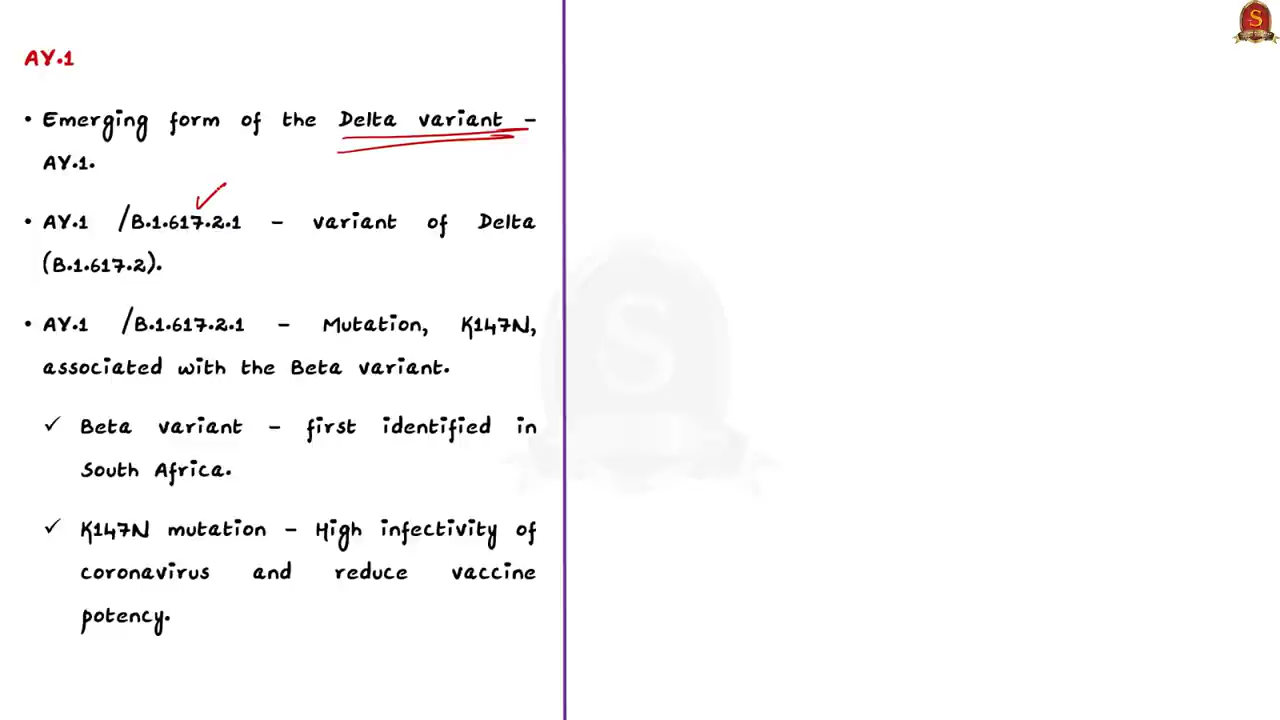 AY.1
• Emerging form of the Delta variant –
AY.1.
• AY.1 /B.1.617.2.1 – variant of Delta
(B.1.617.2).
• AY.1 /B.1.617.2.1 – Mutation, K147N,
associated with the Beta variant.
✓ Beta variant – first identified in
South Africa.
✓ K147N mutation – High infectivity of
coronavirus and reduce vaccine
potency.
S
S